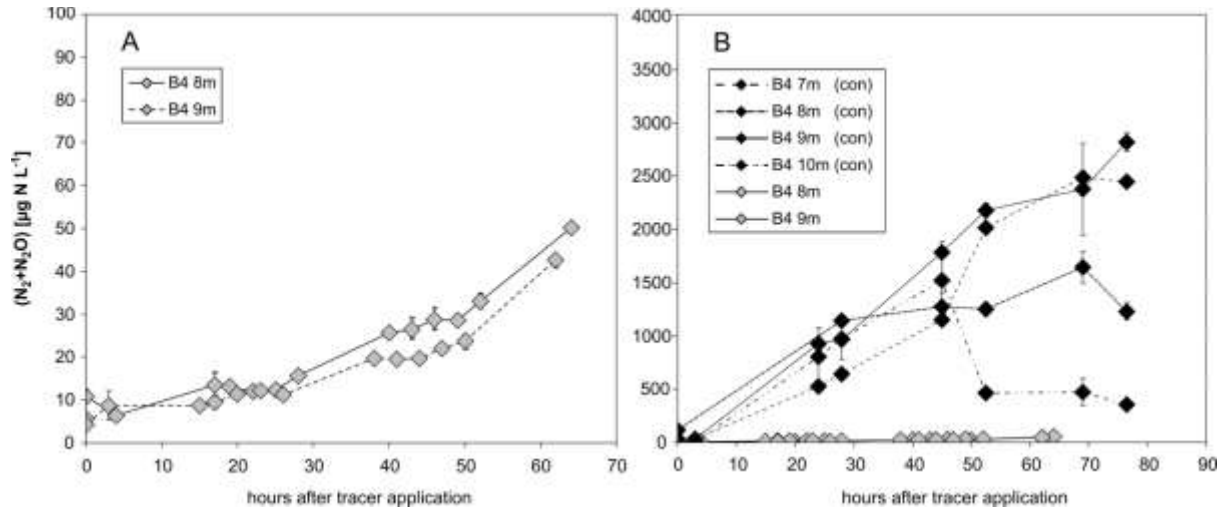 A
B4 8m
B4 9m
(N₂+N₂O) [µg N L⁻¹]
100
90
80
70
60
50
40
30
20
10
0
0 10 20 30 40 50 60 70
hours after tracer application
B
B4 7m (con)
B4 8m (con)
B4 9m (con)
B4 10m (con)
B4 8m
B4 9m
4000
3500
3000
2500
2000
1500
1000
500
0
0 10 20 30 40 50 60 70 80 90
hours after tracer application